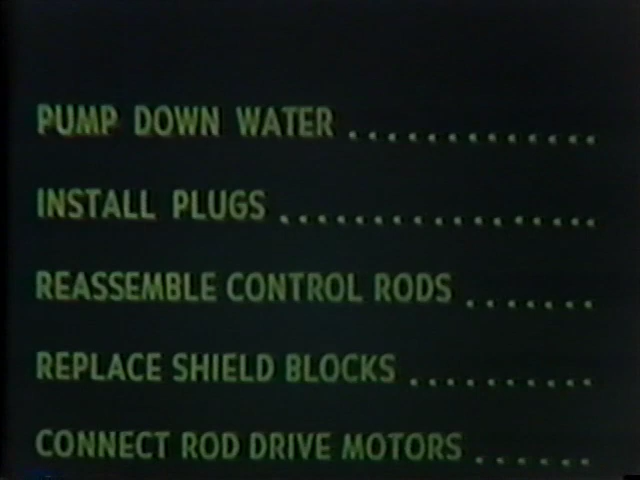 PUMP DOWN WATER .............
INSTALL PLUGS .................
REASSEMBLE CONTROL RODS .......
REPLACE SHIELD BLOCKS ...........
CONNECT ROD DRIVE MOTORS ......